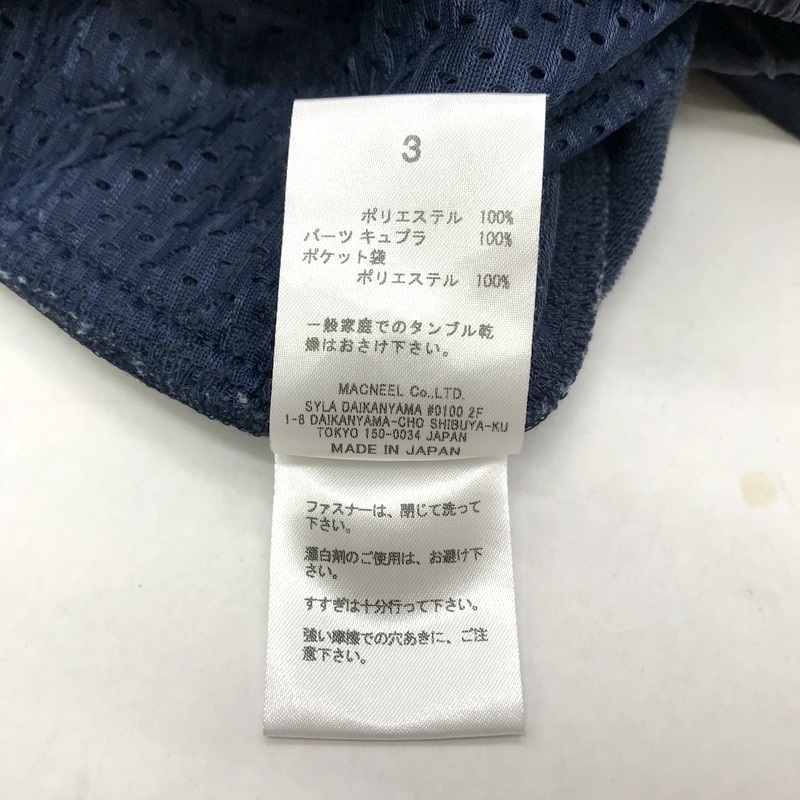 3
ポリエステル 100%
パーツ キュプラ 100%
ポケット袋
ポリエステル 100%
一般家庭でのタンブル乾
燥はおさけ下さい。
MACNEEL Co.,LTD.
SYLA DAIKANYAMA #0100 2F
1-6 DAIKANYAMA-CHO SHIBUYA-KU
TOKYO 150-0034 JAPAN
MADE IN JAPAN
ファスナーは、閉じて洗って
下さい。
漂白剤のご使用は、お避け下
さい。
すすぎは十分行って下さい。
強い摩擦での穴あきに、ご注
意下さい。